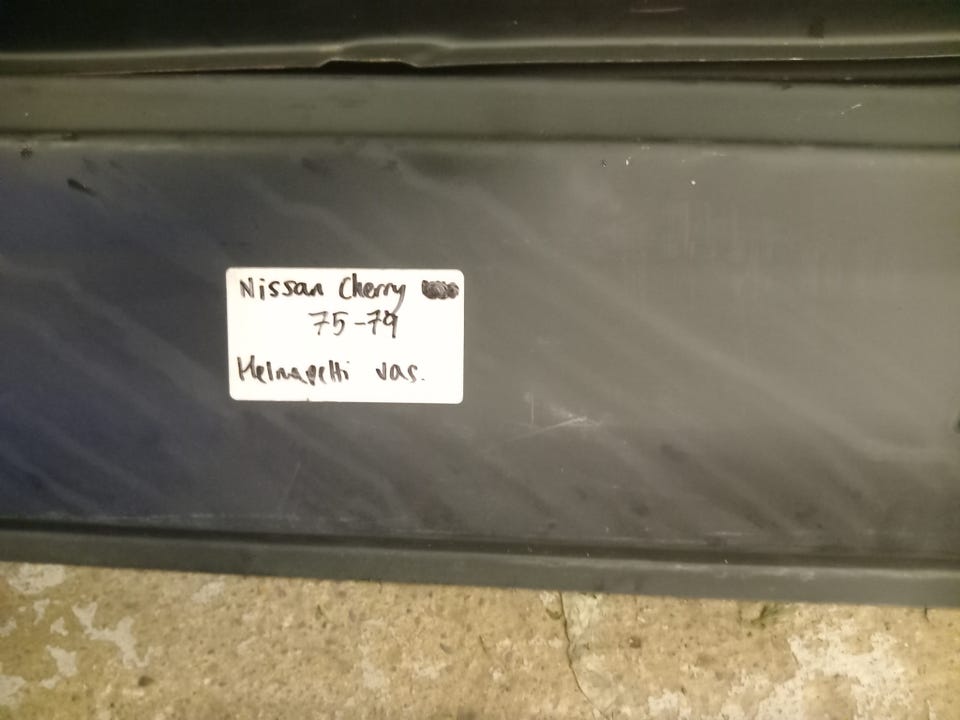 Nissan Cherry
75-79
Helmapelti vas.